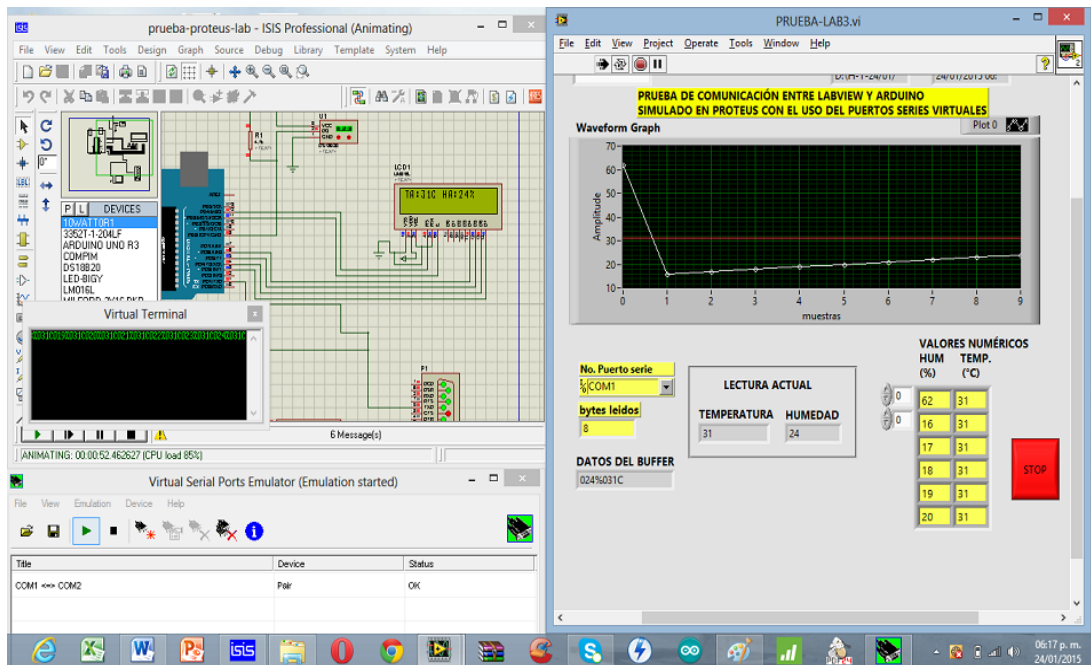 prueba-proteus-lab - ISIS Professional (Animating)
File View Edit Tools Design Graph Source Debug Library Template System Help
P L DEVICES
10WATT0R1
3352T-1-204LF
ARDUINO UNO R3
COMPIM
DS18B20
LED-BIGY
LM016L
U1
VCC
R1
LCD1
TA:31C HA:24%
P1
Virtual Terminal
6 Message(s)
ANIMATING: 00:00:52.462627 (CPU load 85%)
Virtual Serial Ports Emulator (Emulation started)
File View Emulation Device Help
Title Device Status
COM1 <=> COM2 Pair OK
PRUEBA-LAB3.vi
File Edit View Project Operate Tools Window Help
PRUEBA DE COMUNICACIÓN ENTRE LABVIEW Y ARDUINO
SIMULADO EN PROTEUS CON EL USO DEL PUERTOS SERIES VIRTUALES
Waveform Graph Plot 0
Amplitude
70
60
50
40
30
20
10
0 1 2 3 4 5 6 7 8 9
muestras
No. Puerto serie
COM1
bytes leidos
8
DATOS DEL BUFFER
024%031C
LECTURA ACTUAL
TEMPERATURA HUMEDAD
31 24
VALORES NUMÉRICOS
HUM TEMP.
(%) (°C)
0 62 31
0 16 31
17 31
18 31
19 31
20 31
STOP
06:17 p. m.
24/01/2015